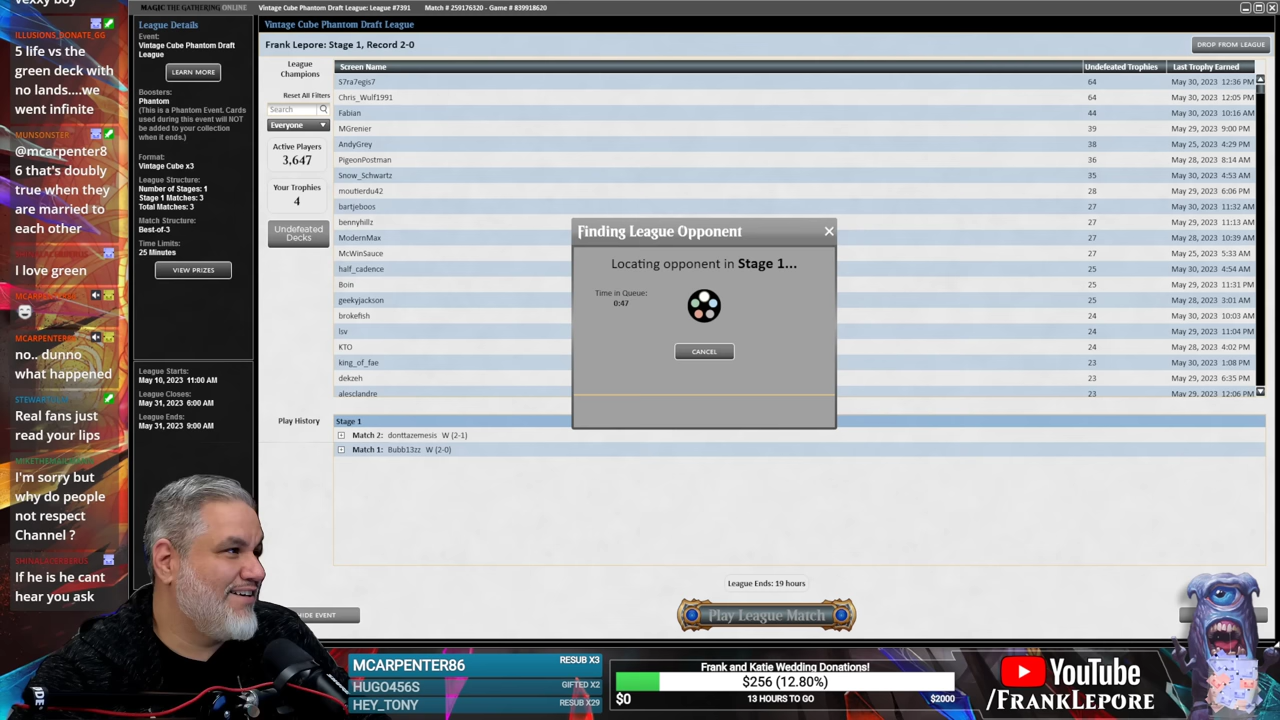 MAGIC THE GATHERING ONLINE
Vintage Cube Phantom Draft League: League #7391
Match # 259176320 - Game # 839918620
vexxy boy
ILLUSIONS_DONATE_GG
5 life vs the
green deck with
no lands....we
went infinite
MUNSONSTER
@mcarpenter8
6 that's doubly
true when they
are married to
each other
I love green
MCARPENTER86
no.. dunno
what happened
Real fans just
read your lips
I'm sorry but
why do people
not respect
Channel ?
If he is he cant
hear you ask
League Details
Event:
Vintage Cube Phantom Draft
League
LEARN MORE
Boosters:
Phantom
(This is a Phantom Event. Cards
used during this event will NOT
be added to your collection
when it ends.)
Format:
Vintage Cube x3
League Structure:
Number of Stages: 1
Stage 1 Matches: 3
Total Matches: 3
Match Structure:
Best-of-3
Time Limits:
25 Minutes
VIEW PRIZES
League Starts:
May 10, 2023 11:00 AM
League Closes:
May 31, 2023 6:00 AM
League Ends:
May 31, 2023 9:00 AM
Vintage Cube Phantom Draft League
Frank Lepore: Stage 1, Record 2-0
DROP FROM LEAGUE
League
Champions
Reset All Filters
Search
Everyone
Active Players
3,647
Your Trophies
4
Undefeated
Decks
Screen Name Undefeated Trophies Last Trophy Earned
S7ra7egis7 64 May 30, 2023 12:36 PM
Chris_Wulf1991 64 May 30, 2023 12:05 PM
Fabian 44 May 30, 2023 10:16 AM
MGrenier 39 May 29, 2023 9:00 PM
AndyGrey 38 May 25, 2023 4:29 PM
PigeonPostman 36 May 28, 2023 8:14 AM
Snow_Schwartz 35 May 30, 2023 4:53 AM
moutierdu42 28 May 29, 2023 6:06 PM
bartjeboos 27 May 30, 2023 11:32 AM
bennyhillz 27 May 29, 2023 11:13 AM
ModernMax 27 May 28, 2023 10:39 AM
McWinSauce 27 May 25, 2023 5:33 AM
half_cadence 25 May 30, 2023 4:54 AM
Boin 25 May 29, 2023 11:31 PM
geekyjackson 25 May 28, 2023 3:01 AM
brokefish 24 May 30, 2023 10:03 AM
lsv 24 May 29, 2023 11:04 PM
KTO 24 May 28, 2023 4:02 PM
king_of_fae 23 May 30, 2023 1:08 PM
dekzeh 23 May 29, 2023 6:35 PM
alesclandre 23 May 29, 2023 12:06 PM
Finding League Opponent
Locating opponent in Stage 1...
Time in Queue:
0:47
CANCEL
Play History
Stage 1
Match 2: donttazemesis W (2-1)
Match 1: Bubb13zz W (2-0)
League Ends: 19 hours
HIDE EVENT
Play League Match
MCARPENTER86 RESUB X3
HUGO456S GIFTED X2
HEY_TONY RESUB X29
Frank and Katie Wedding Donations!
$256 (12.80%)
$0
13 HOURS TO GO
$2000
YouTube
/FRANKLEPORE